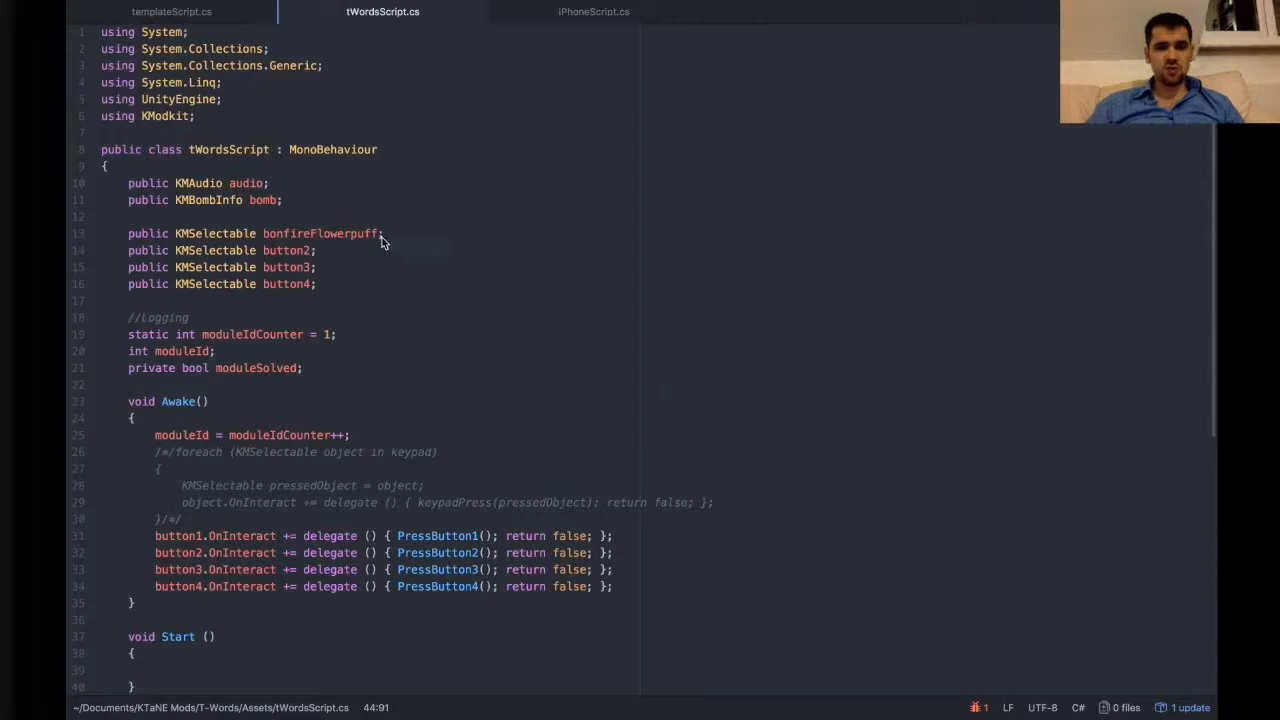 templateScript.cs
tWordsScript.cs
iPhoneScript.cs
1 using System;
2 using System.Collections;
3 using System.Collections.Generic;
4 using System.Linq;
5 using UnityEngine;
6 using KModkit;
7
8 public class tWordsScript : MonoBehaviour
9 {
10 public KMAudio audio;
11 public KMBombInfo bomb;
12
13 public KMSelectable bonfireFlowerpuff;
14 public KMSelectable button2;
15 public KMSelectable button3;
16 public KMSelectable button4;
17
18 //Logging
19 static int moduleIdCounter = 1;
20 int moduleId;
21 private bool moduleSolved;
22
23 void Awake()
24 {
25 moduleId = moduleIdCounter++;
26 /*/foreach (KMSelectable object in keypad)
27 {
28 KMSelectable pressedObject = object;
29 object.OnInteract += delegate () { keypadPress(pressedObject); return false; };
30 }/*/
31 button1.OnInteract += delegate () { PressButton1(); return false; };
32 button2.OnInteract += delegate () { PressButton2(); return false; };
33 button3.OnInteract += delegate () { PressButton3(); return false; };
34 button4.OnInteract += delegate () { PressButton4(); return false; };
35 }
36
37 void Start ()
38 {
39
40 }
~/Documents/KTaNE Mods/T-Words/Assets/tWordsScript.cs 44:91 1 LF UTF-8 C# 0 files 1 update